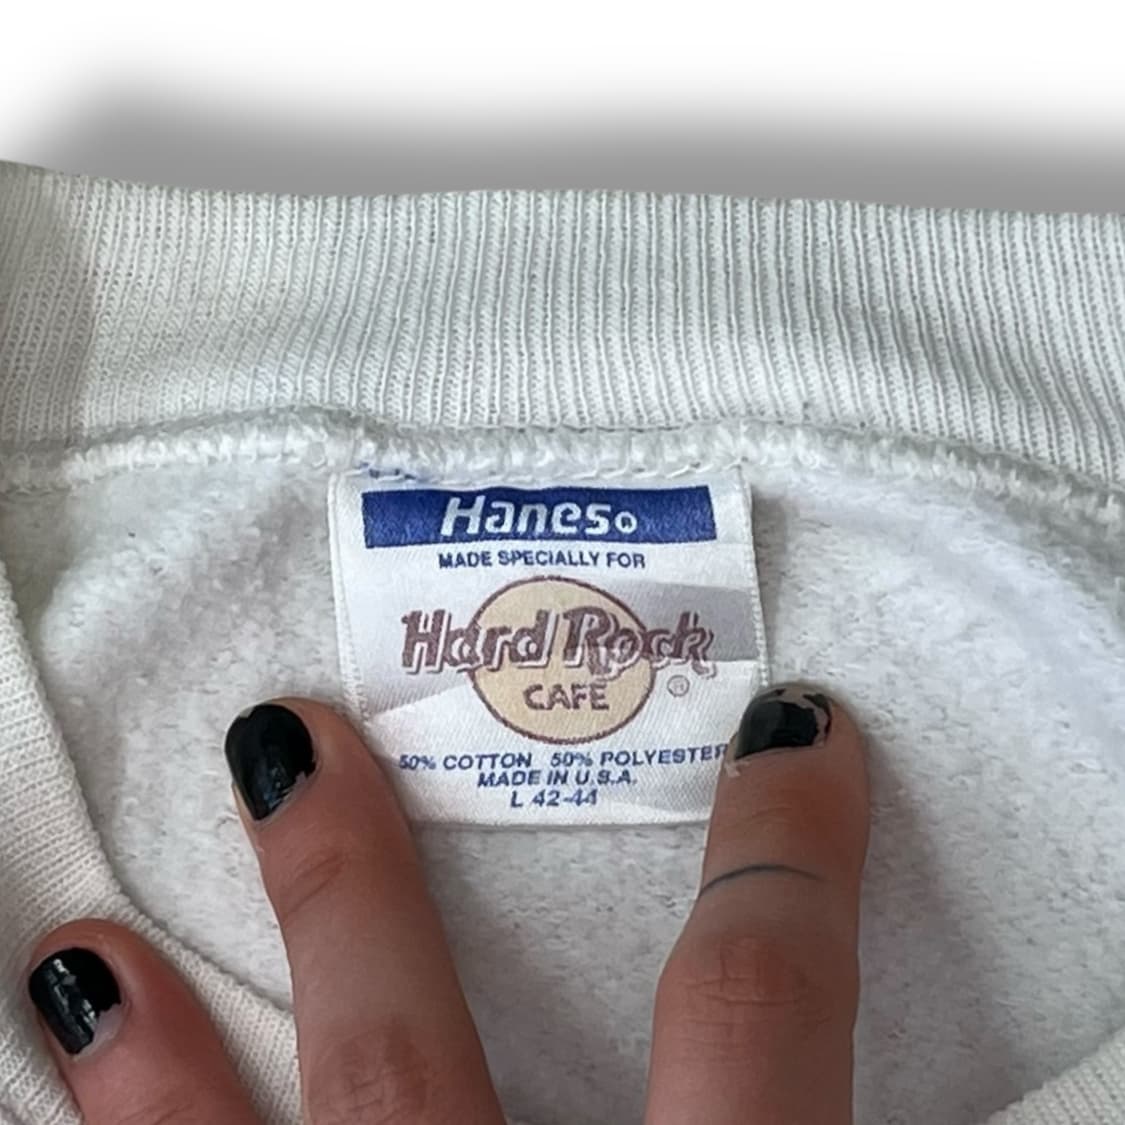 Hanes®
MADE SPECIALLY FOR
Hard Rock
CAFE
®
50% COTTON 50% POLYESTER
MADE IN U.S.A.
L 42-44